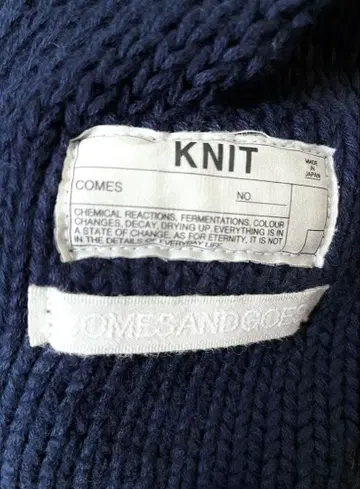 KNIT
MADE
IN
JAPAN
COMES
NO.
CHEMICAL REACTIONS, FERMENTATIONS, COLOUR
CHANGES, DECAY, DRYING UP. EVERYTHING IS IN
A STATE OF CHANGE, AS FOR ETERNITY, IT IS NOT
IN THE DETAILS OF EVERYDAY LIFE
COMESANDGOES